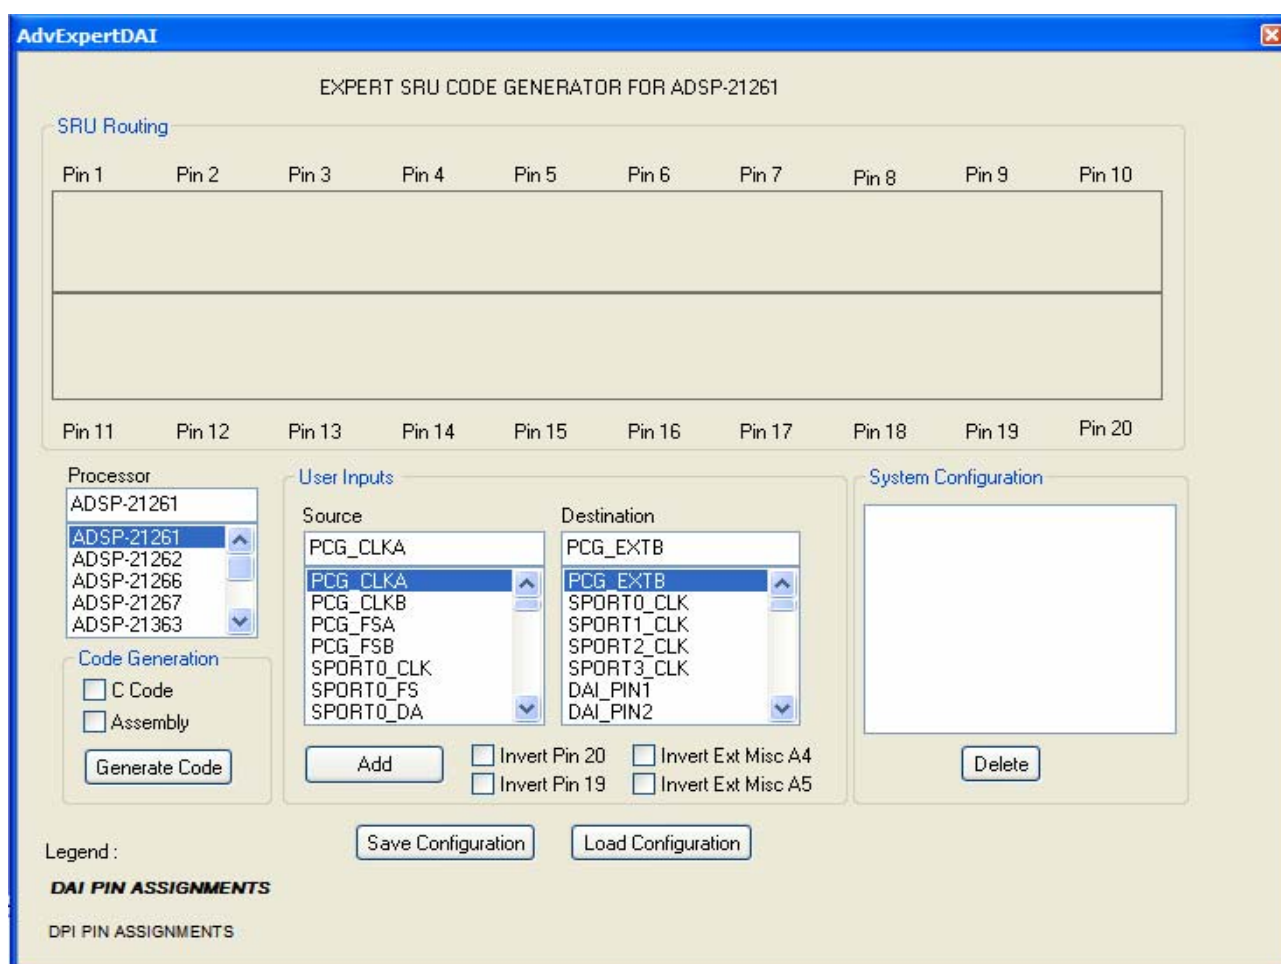 AdvExpertDAI
EXPERT SRU CODE GENERATOR FOR ADSP-21261
SRU Routing
Pin 1 Pin 2 Pin 3 Pin 4 Pin 5 Pin 6 Pin 7 Pin 8 Pin 9 Pin 10
Pin 11 Pin 12 Pin 13 Pin 14 Pin 15 Pin 16 Pin 17 Pin 18 Pin 19 Pin 20
Processor
ADSP-21261
ADSP-21261
ADSP-21262
ADSP-21266
ADSP-21267
ADSP-21363
Code Generation
C Code
Assembly
Generate Code
User Inputs
Source
PCG_CLKA
PCG_CLKA
PCG_CLKB
PCG_FSA
PCG_FSB
SPORT0_CLK
SPORT0_FS
SPORT0_DA
Destination
PCG_EXTB
PCG_EXTB
SPORT0_CLK
SPORT1_CLK
SPORT2_CLK
SPORT3_CLK
DAI_PIN1
DAI_PIN2
Add
Invert Pin 20
Invert Ext Misc A4
Invert Pin 19
Invert Ext Misc A5
System Configuration
Delete
Save Configuration
Load Configuration
Legend :
DAI PIN ASSIGNMENTS
DPI PIN ASSIGNMENTS